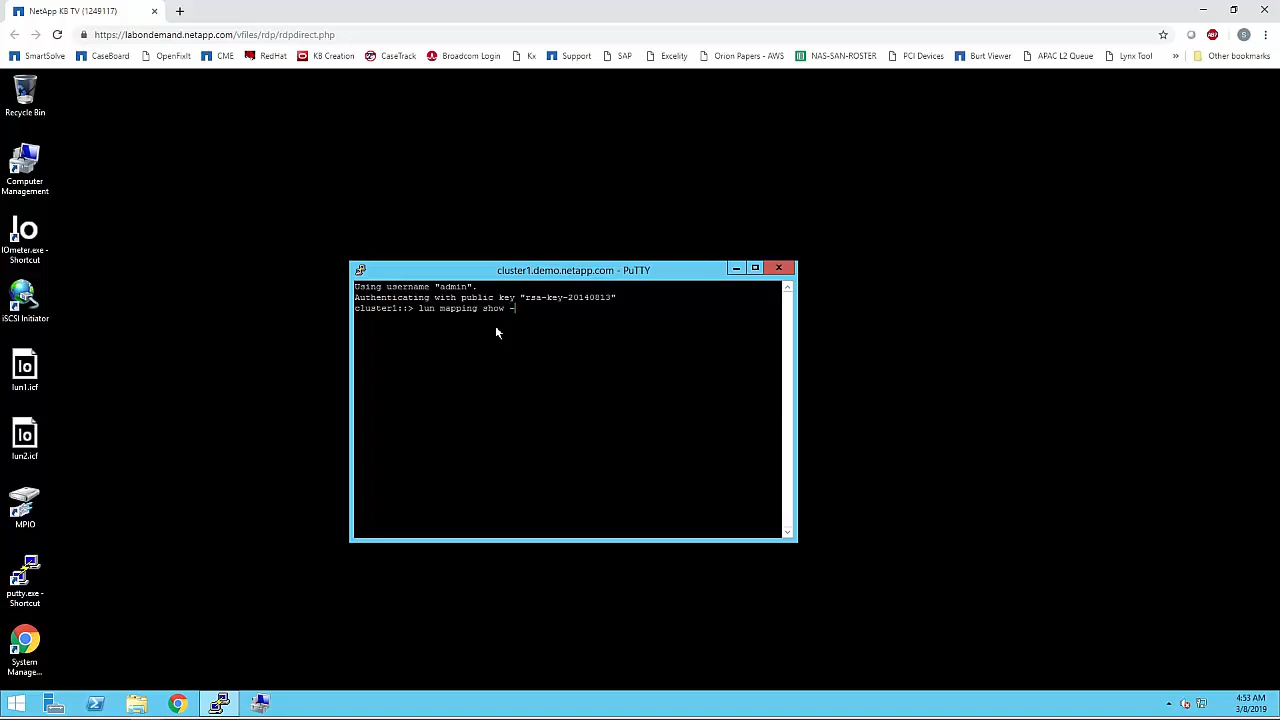 NetApp KB TV (1249117)
https://labondemand.netapp.com/vfiles/rdp/rdpdirect.php
ABP
S
SmartSolve
CaseBoard
OpenFixIt
CME
RedHat
KB Creation
CaseTrack
Broadcom Login
Kx
Support
SAP
Excelity
Orion Papers - AWS
NAS-SAN-ROSTER
PCI Devices
Burt Viewer
APAC L2 Queue
Lynx Tool
»
Other bookmarks
Recycle Bin
Computer
Management
Io
IOmeter.exe -
Shortcut
iSCSI Initiator
Io
lun1.icf
Io
lun2.icf
MPIO
putty.exe -
Shortcut
System
Manage...
cluster1.demo.netapp.com - PuTTY
Using username "admin".
Authenticating with public key "rsa-key-20140813"
cluster1::> lun mapping show -
4:53 AM
3/8/2019